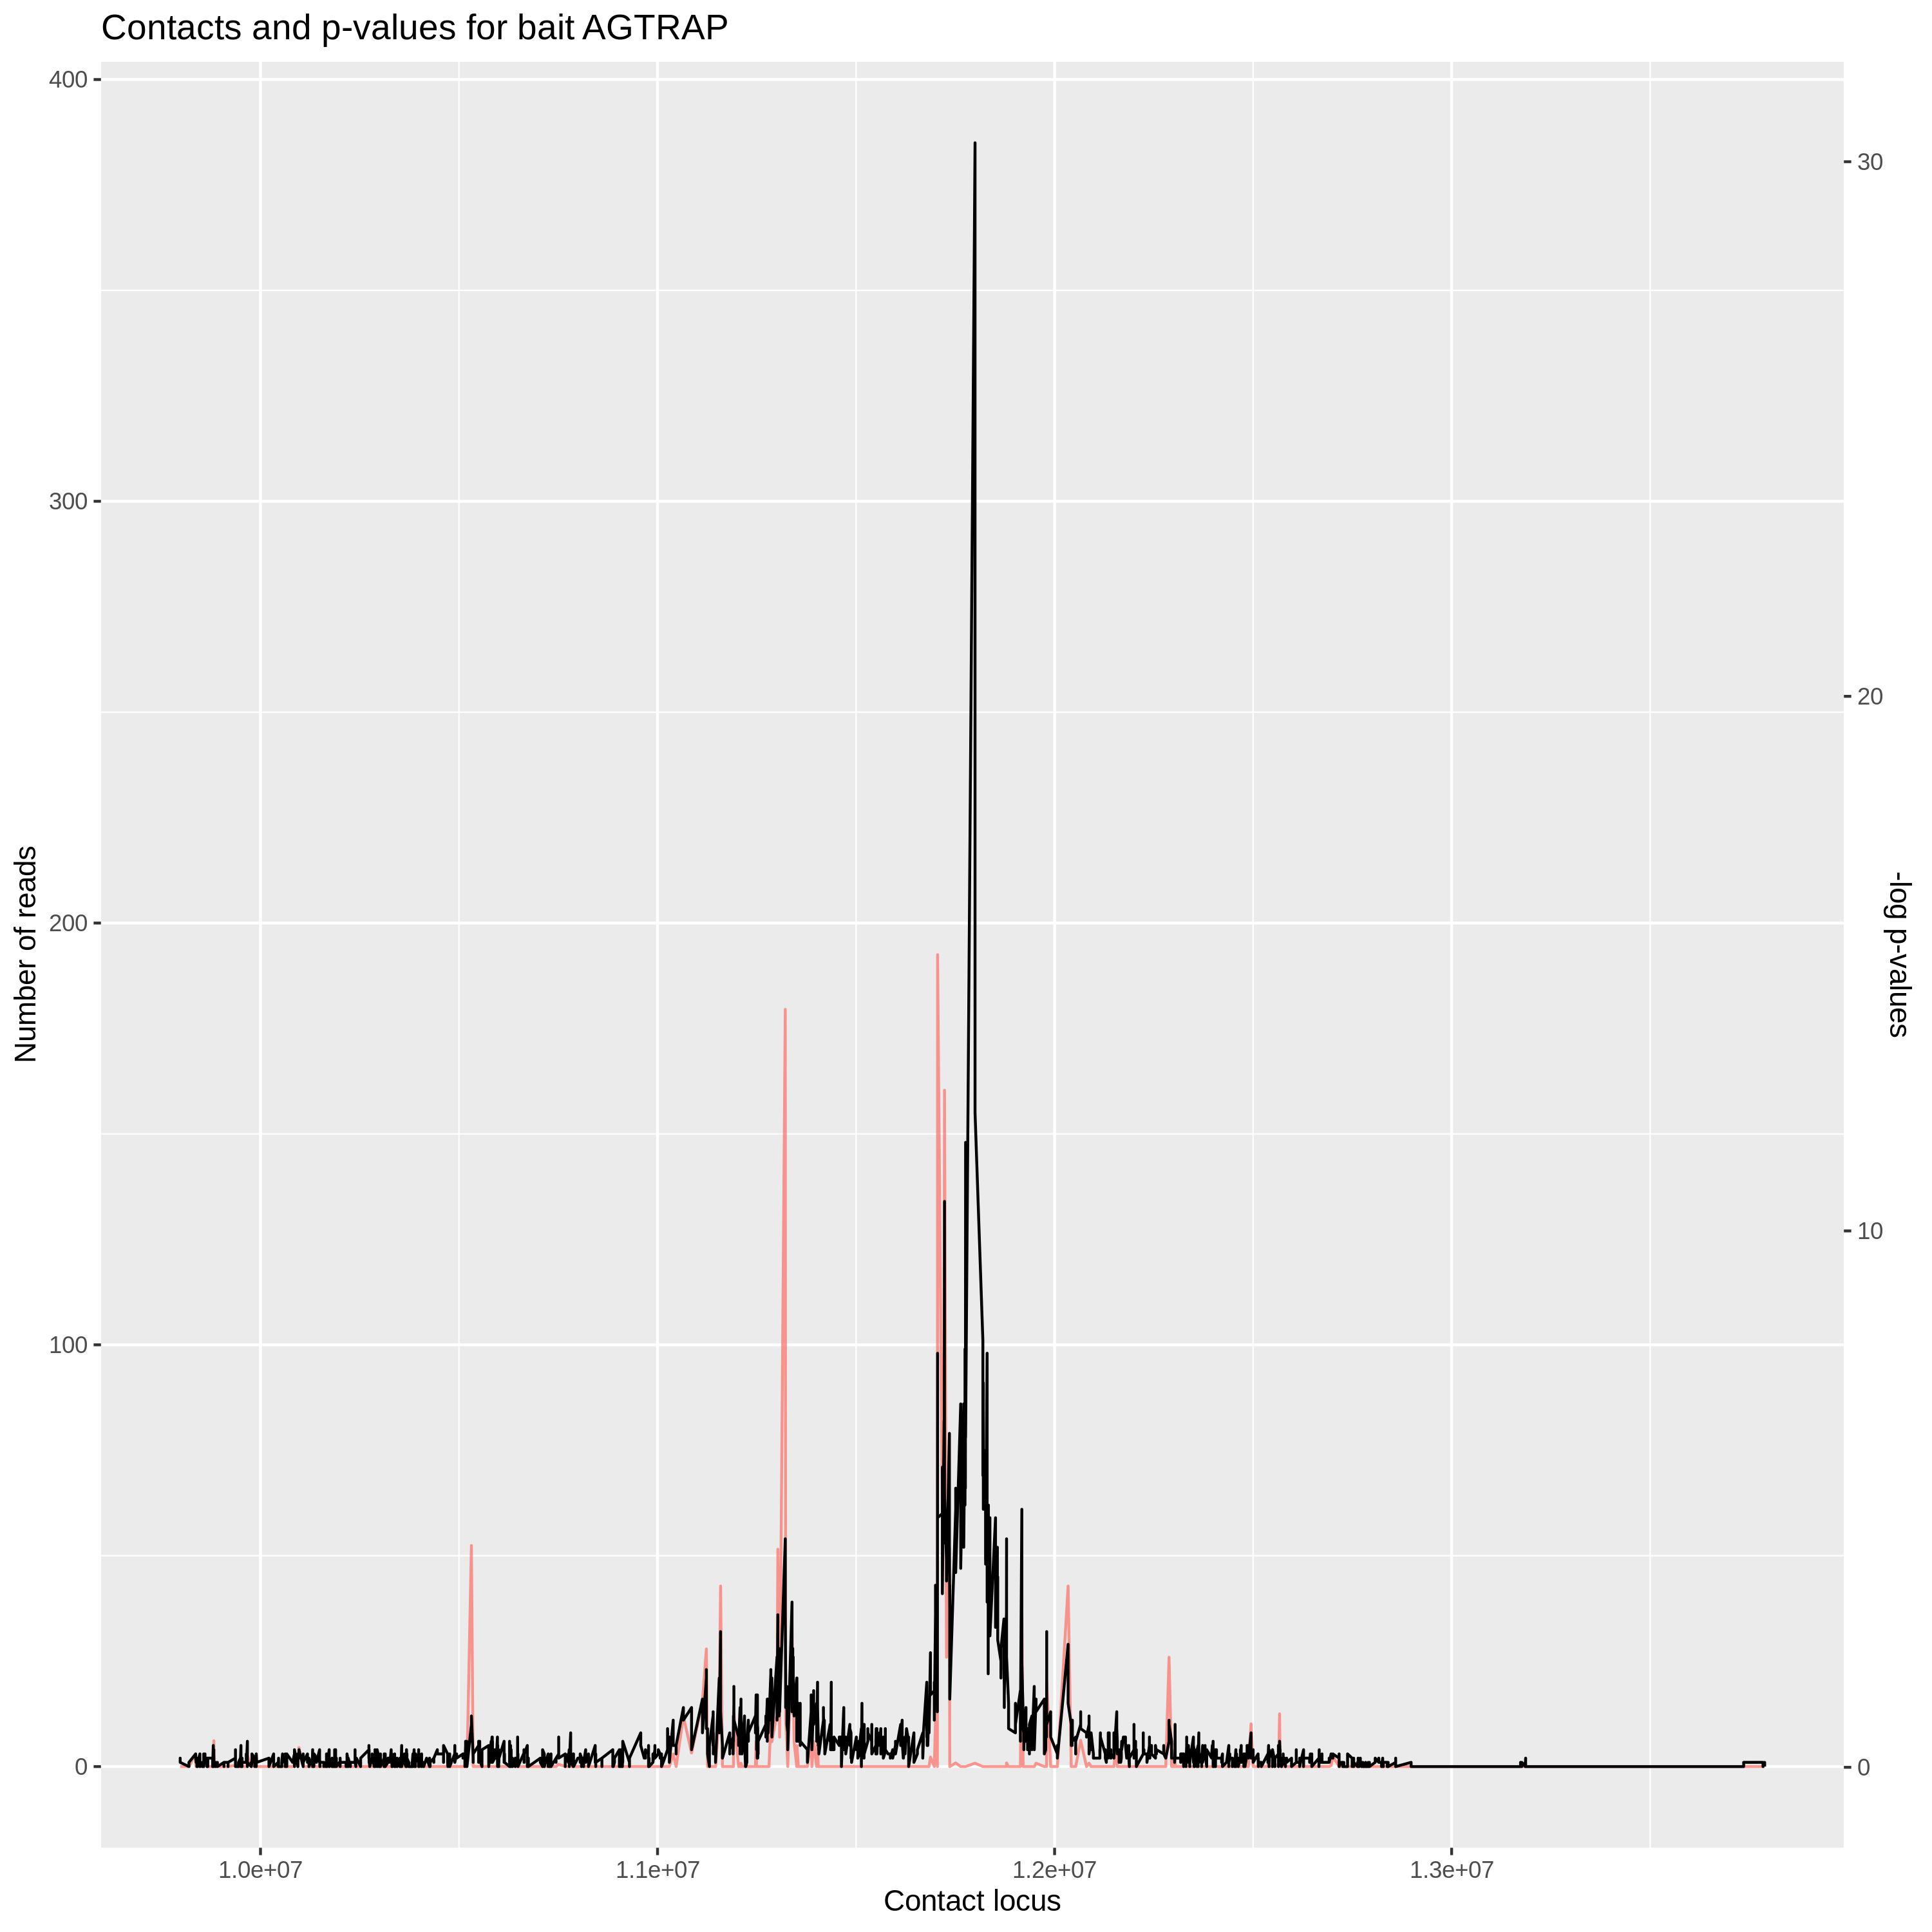 Contacts and p-values for bait AGTRAP
400
300
200
100
0
Number of reads
30
20
10
0
-log p-values
1.0e+07
1.1e+07
1.2e+07
1.3e+07
Contact locus